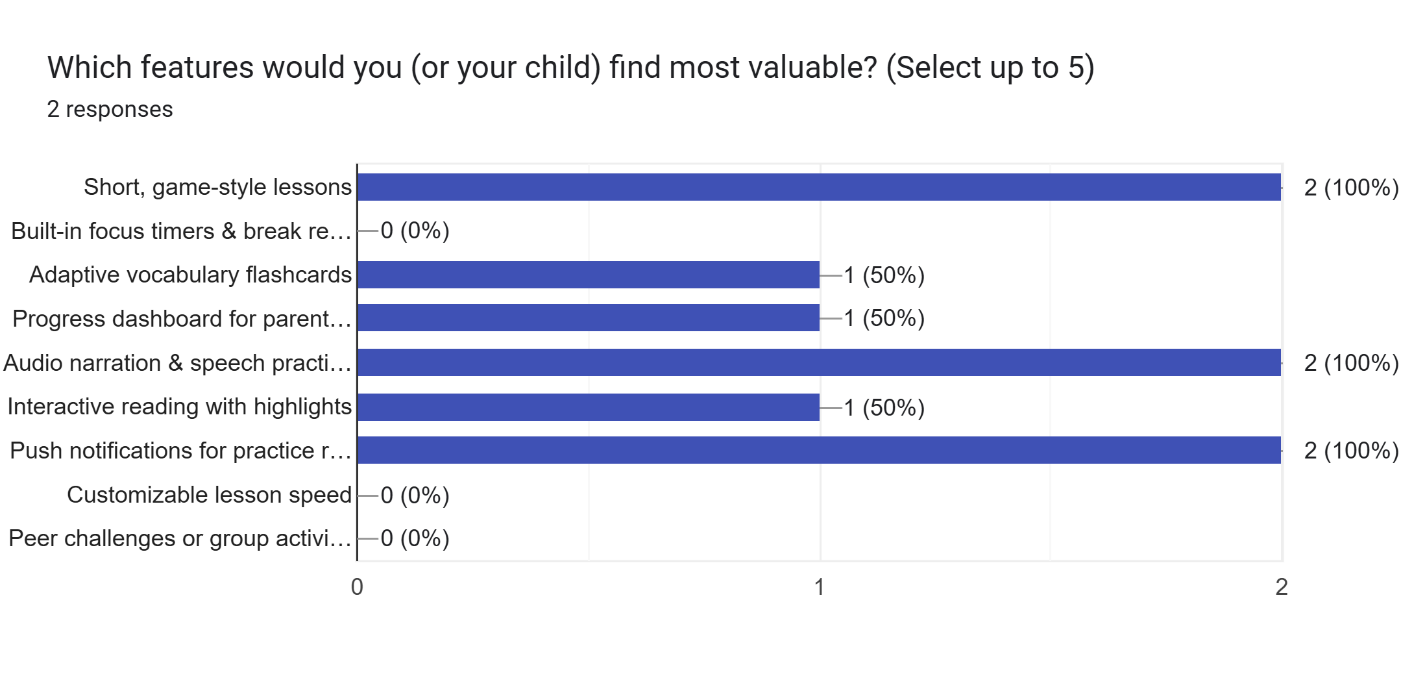 Which features would you (or your child) find most valuable? (Select up to 5)
2 responses
Short, game-style lessons 2 (100%)
Built-in focus timers & break re… 0 (0%)
Adaptive vocabulary flashcards 1 (50%)
Progress dashboard for parent… 1 (50%)
Audio narration & speech practi… 2 (100%)
Interactive reading with highlights 1 (50%)
Push notifications for practice r… 2 (100%)
Customizable lesson speed 0 (0%)
Peer challenges or group activi… 0 (0%)
0 1 2